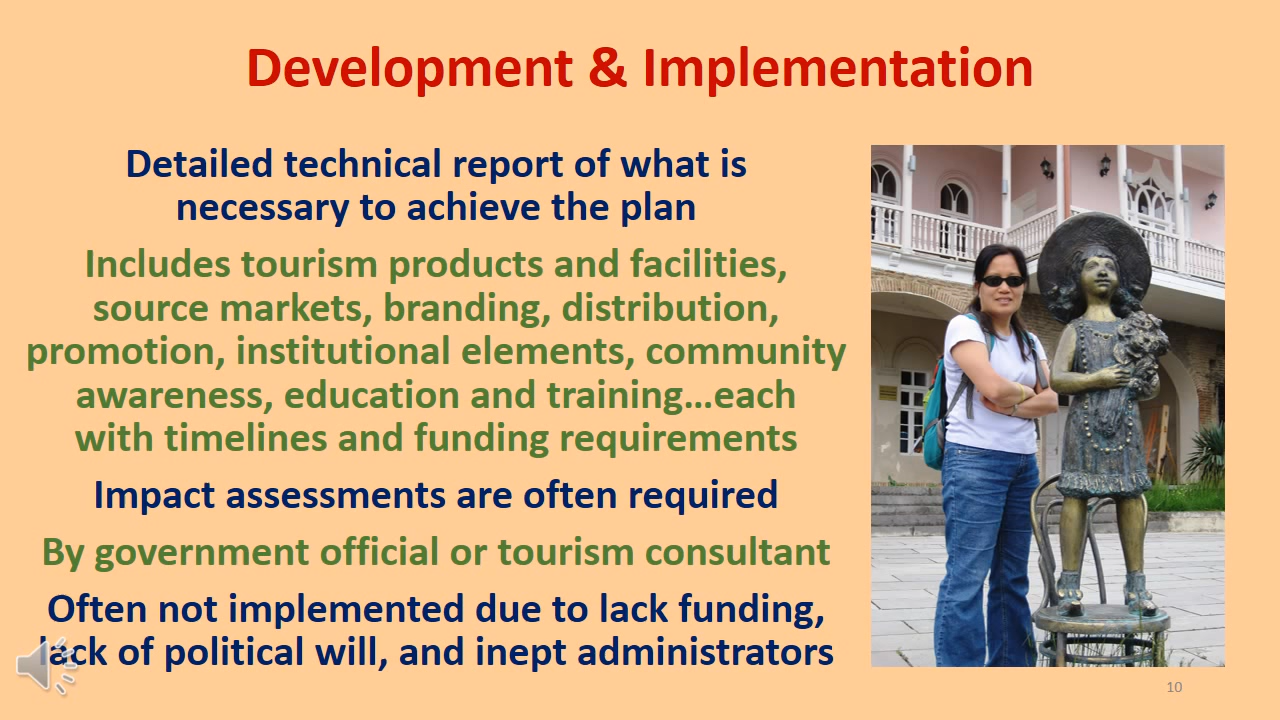 Development & Implementation
Detailed technical report of what is
necessary to achieve the plan
Includes tourism products and facilities,
source markets, branding, distribution,
promotion, institutional elements, community
awareness, education and training…each
with timelines and funding requirements
Impact assessments are often required
By government official or tourism consultant
Often not implemented due to lack funding,
lack of political will, and inept administrators
10